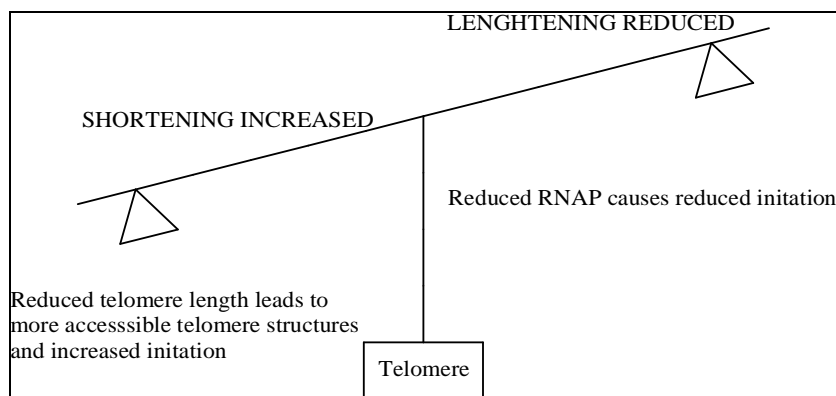 LENGHTENING REDUCED
SHORTENING INCREASED
Reduced RNAP causes reduced initation
Reduced telomere length leads to
more accesssible telomere structures
and increased initation
Telomere